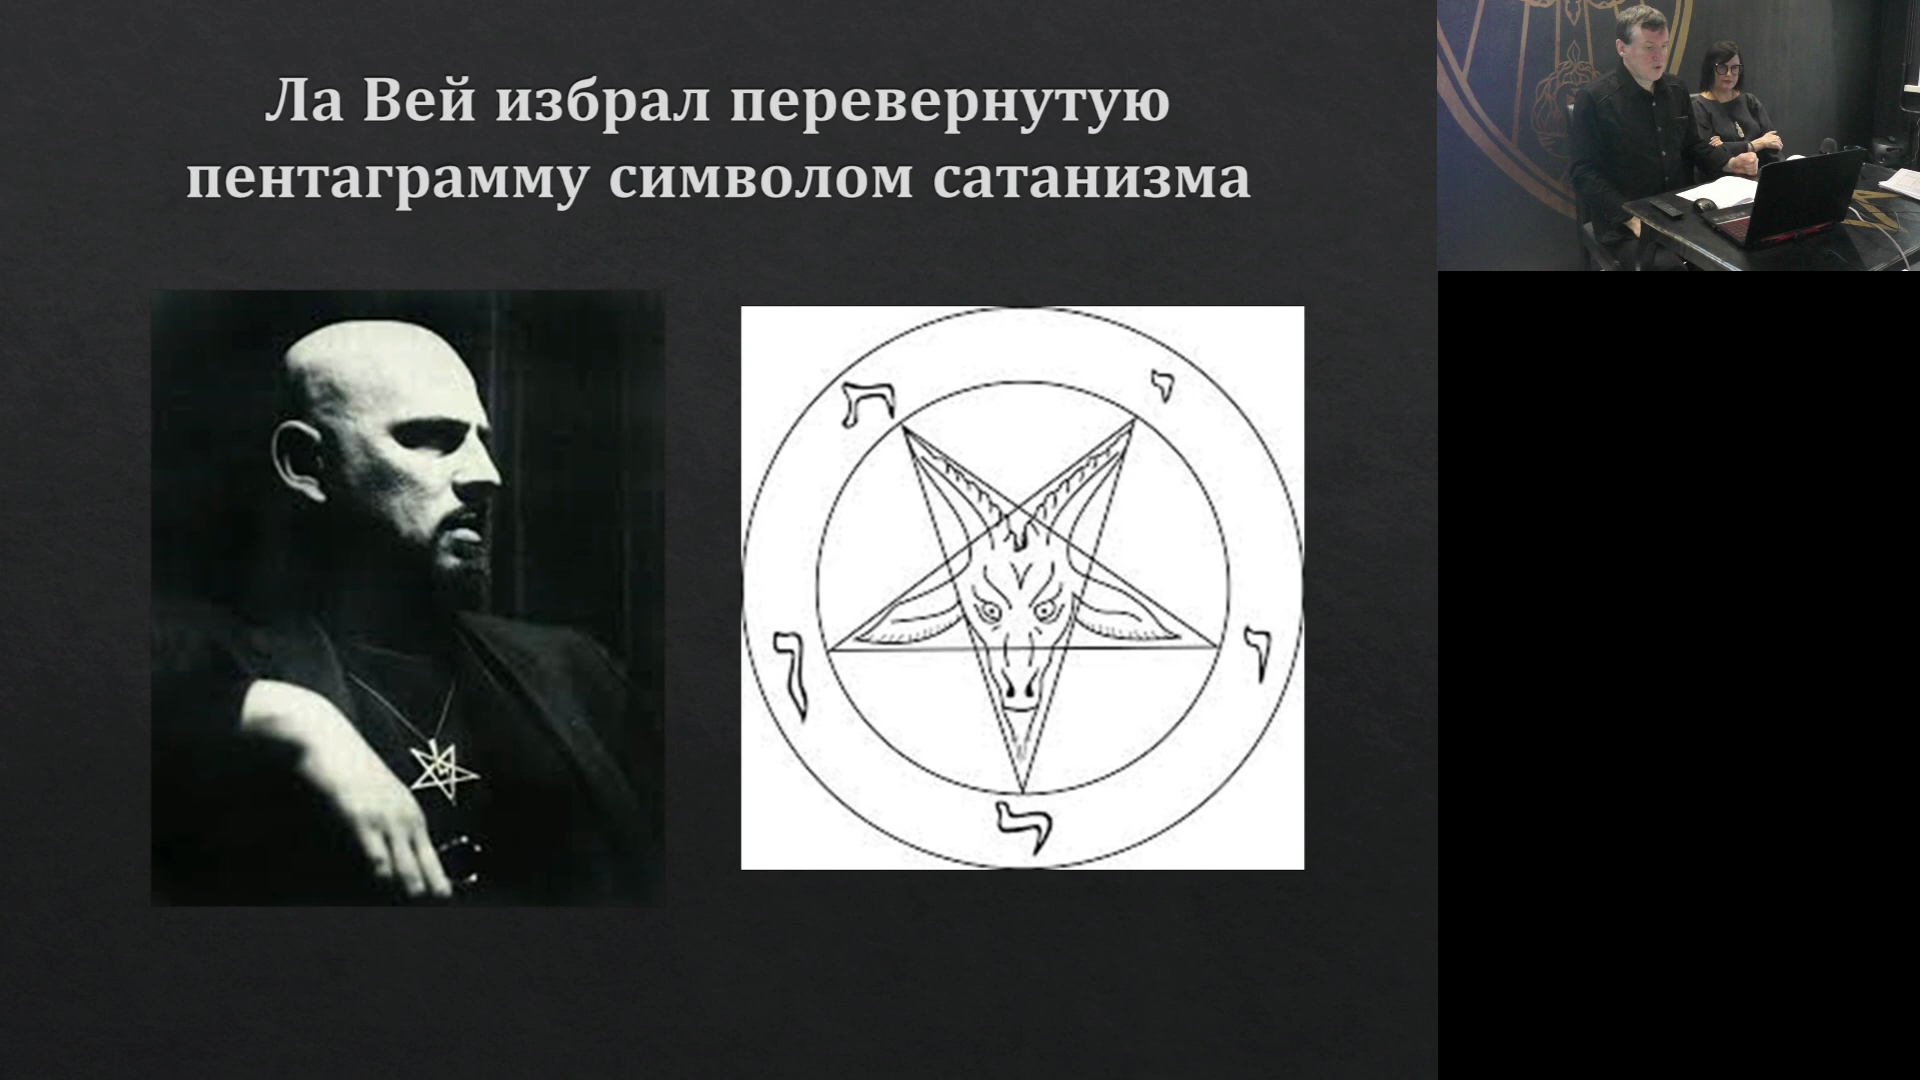 Ла Вей избрал перевернутую
пентаграмму символом сатанизма
ת
י
ן
ו
ל